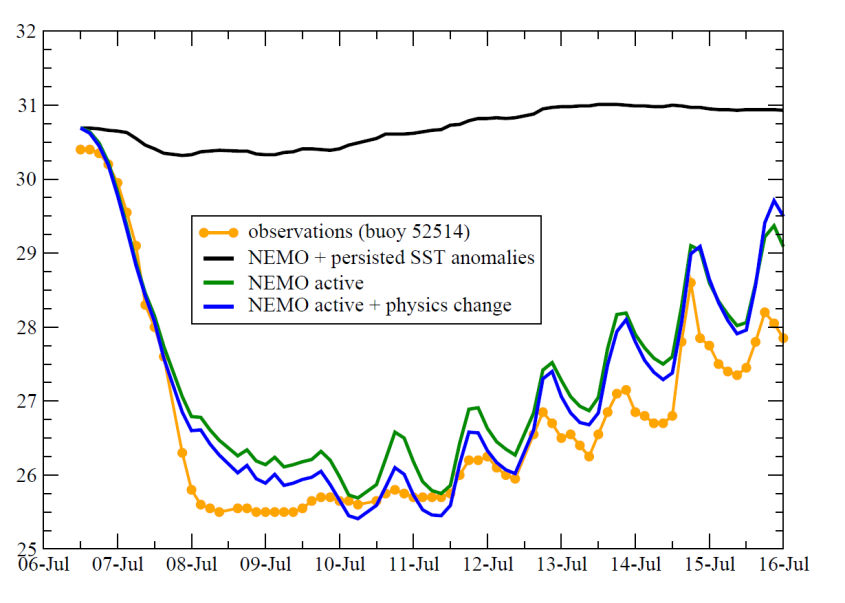 32
31
30
29
28
27
26
25
observations (buoy 52514)
NEMO + persisted SST anomalies
NEMO active
NEMO active + physics change
06-Jul 07-Jul 08-Jul 09-Jul 10-Jul 11-Jul 12-Jul 13-Jul 14-Jul 15-Jul 16-Jul